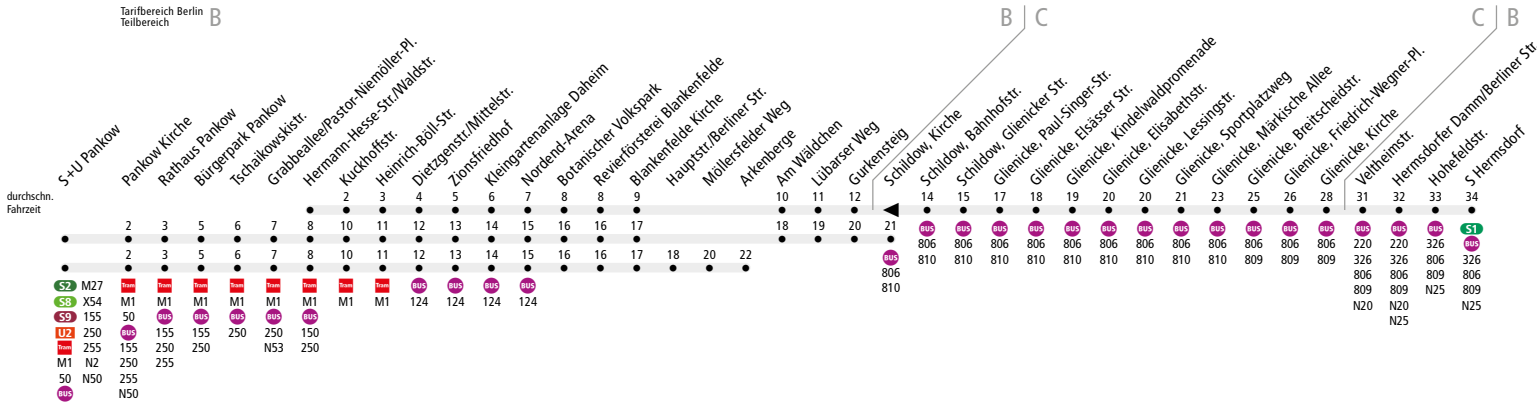 Tarifbereich Berlin
Teilbereich
B
B
C
C
B
S+U Pankow
Pankow Kirche
Rathaus Pankow
Bürgerpark Pankow
Tschaikowskistr.
Grabbeallee/Pastor-Niemöller-Pl.
Hermann-Hesse-Str./Waldstr.
Kuckhoffstr.
Heinrich-Böll-Str.
Dietzgenstr./Mittelstr.
Zionsfriedhof
Kleingartenanlage Daheim
Nordend-Arena
Botanischer Volkspark
Revierförsterei Blankenfelde
Blankenfelde Kirche
Hauptstr./Berliner Str.
Möllersfelder Weg
Arkenberge
Am Wäldchen
Lübarser Weg
Gurkensteig
Schildow, Kirche
Schildow, Bahnhofstr.
Schildow, Glienicker Str.
Glienicke, Paul-Singer-Str.
Glienicke, Elsässer Str.
Glienicke, Kindelwaldpromenade
Glienicke, Elisabethstr.
Glienicke, Lessingstr.
Glienicke, Sportplatzweg
Glienicke, Märkische Allee
Glienicke, Breitscheidstr.
Glienicke, Friedrich-Wegner-Pl.
Glienicke, Kirche
Veltheimstr.
Hermsdorfer Damm/Berliner Str
Hohefeldstr.
S Hermsdorf
durchschn.
Fahrzeit
2 3 4 5 6 7 8 8 9 10 11 12 14 15 17 18 19 20 20 21 23 25 26 28 31 32 33 34
2 3 5 6 7 8 10 11 12 13 14 15 16 16 17 18 19 20 21
2 3 5 6 7 8 10 11 12 13 14 15 16 16 17 18 20 22
S2 M27
S8 X54
S9 155
U2 250
Tram 255
M1 N2
50 N50
BUS
Tram
M1
50
BUS
155
250
255
N50
Tram
M1
BUS
155
250
255
Tram
M1
BUS
155
250
Tram
M1
BUS
250
Tram
M1
BUS
250
N53
Tram
M1
BUS
150
250
Tram
M1
Tram
M1
BUS
124
BUS
124
BUS
124
BUS
124
BUS
806
810
BUS
806
810
BUS
806
810
BUS
806
810
BUS
806
810
BUS
806
810
BUS
806
810
BUS
806
810
BUS
806
810
BUS
806
810
BUS
806
809
BUS
806
809
BUS
806
809
BUS
220
326
806
809
N20
BUS
220
326
806
809
N20
N25
BUS
326
806
809
N25
S1
BUS
326
806
809
N25